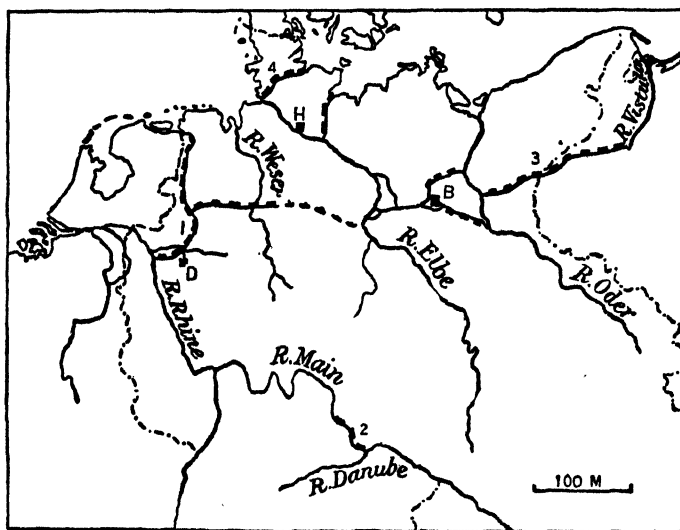 4
H
R. Weser
R. Vistula
3
B
1
D
R. Elbe
R. Oder
R. Rhine
R. Main
2
R. Danube
100 M